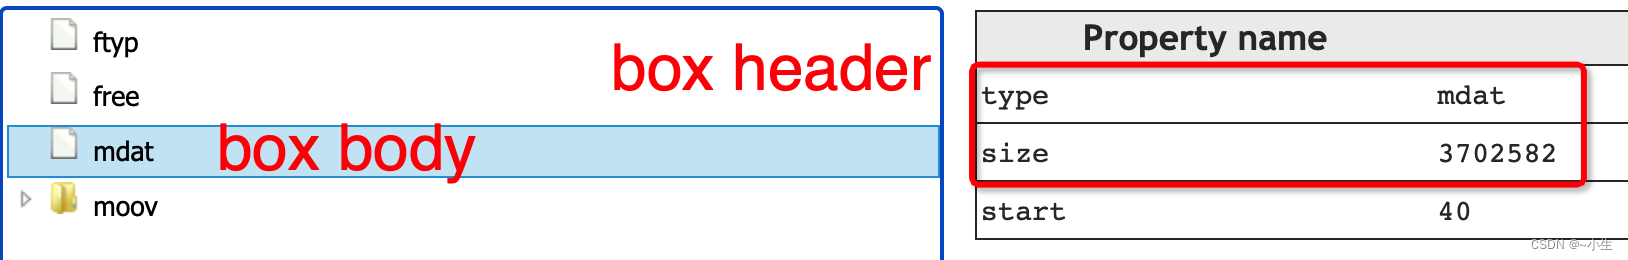 ftyp
box header
free
mdat
box body
moov
Property name
type mdat
size 3702582
start 40
CSDN @~小生